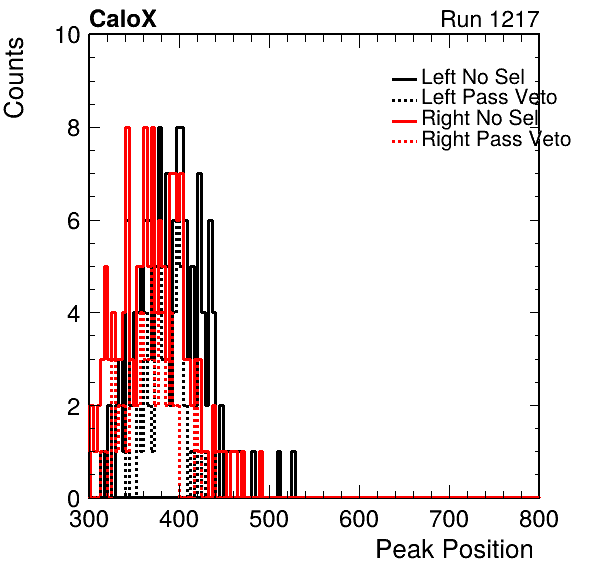 CaloX Run 1217
Counts
10
8
6
4
2
0
Left No Sel
Left Pass Veto
Right No Sel
Right Pass Veto
300 400 500 600 700 800
Peak Position